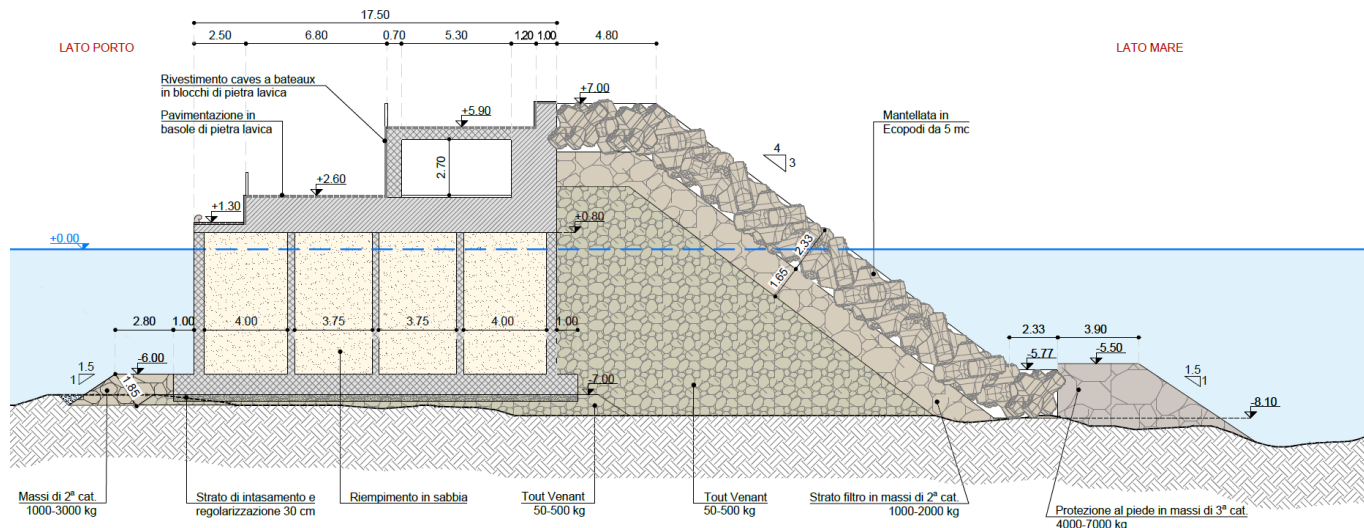 17.50
2.50
6.80
0.70
5.30
1.20
1.00
4.80
LATO PORTO
LATO MARE
Rivestimento caves a bateaux
in blocchi di pietra lavica
Pavimentazione in
basole di pietra lavica
+7.00
+5.90
Mantellata in
Ecopodi da 5 mc
4
3
2.70
+2.60
+1.30
+0.80
+0.00
2.33
1.65
2.80
1.00
4.00
3.75
3.75
4.00
1.00
2.33
3.90
-6.00
-5.77
-5.50
1.5
1
1.85
1.5
1
-7.00
-8.10
Massi di 2ª cat.
1000-3000 kg
Strato di intasamento e
regolarizzazione 30 cm
Riempimento in sabbia
Tout Venant
50-500 kg
Tout Venant
50-500 kg
Strato filtro in massi di 2ª cat.
1000-2000 kg
Protezione al piede in massi di 3ª cat.
4000-7000 kg